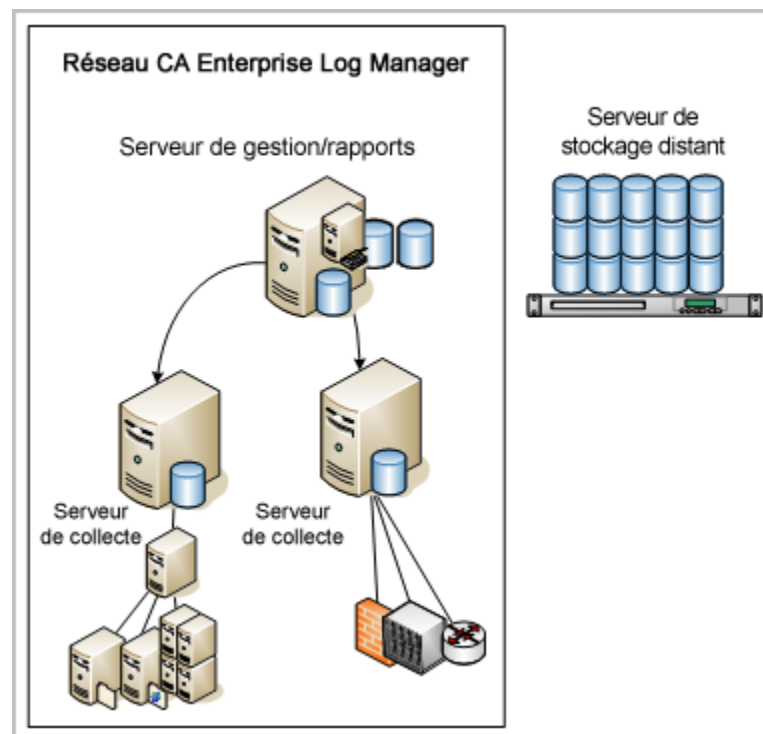 Réseau CA Enterprise Log Manager
Serveur de gestion/rapports
Serveur de
stockage distant
Serveur
de collecte
Serveur
de collecte